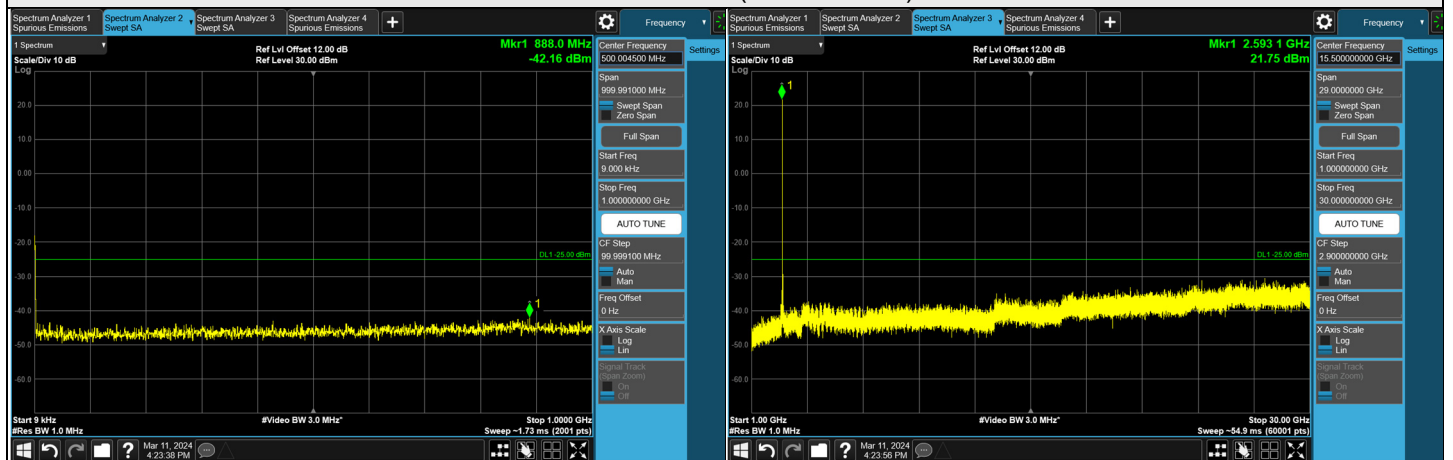 Spectrum Analyzer 1
Spurious Emissions
Spectrum Analyzer 2
Swept SA
Spectrum Analyzer 3
Swept SA
Spectrum Analyzer 4
Spurious Emissions
Frequency
1 Spectrum
Scale/Div 10 dB
Log
Ref Lvl Offset 12.00 dB
Ref Level 30.00 dBm
Mkr1 888.0 MHz
-42.16 dBm
20.0
10.0
0.00
-10.0
-20.0
-30.0
-40.0
-50.0
-60.0
DL1 -25.00 dBm
1
Start 9 kHz
#Res BW 1.0 MHz
#Video BW 3.0 MHz*
Stop 1.0000 GHz
Sweep ~1.73 ms (2001 pts)
Center Frequency
500.004500 MHz
Span
999.991000 MHz
Swept Span
Zero Span
Full Span
Start Freq
9.000 kHz
Stop Freq
1.000000000 GHz
AUTO TUNE
CF Step
99.999100 MHz
Auto
Man
Freq Offset
0 Hz
X Axis Scale
Log
Lin
Signal Track
(Span Zoom)
On
Off
Settings
Mar 11, 2024
4:23:38 PM
Spectrum Analyzer 1
Spurious Emissions
Spectrum Analyzer 2
Swept SA
Spectrum Analyzer 3
Swept SA
Spectrum Analyzer 4
Spurious Emissions
Frequency
1 Spectrum
Scale/Div 10 dB
Log
Ref Lvl Offset 12.00 dB
Ref Level 30.00 dBm
Mkr1 2.593 1 GHz
21.75 dBm
20.0
10.0
0.00
-10.0
-20.0
-30.0
-40.0
-50.0
-60.0
DL1 -25.00 dBm
1
Start 1.00 GHz
#Res BW 1.0 MHz
#Video BW 3.0 MHz*
Stop 30.00 GHz
Sweep ~54.9 ms (60001 pts)
Center Frequency
15.50000000 GHz
Span
29.0000000 GHz
Swept Span
Zero Span
Full Span
Start Freq
1.000000000 GHz
Stop Freq
30.00000000 GHz
AUTO TUNE
CF Step
2.900000000 GHz
Auto
Man
Freq Offset
0 Hz
X Axis Scale
Log
Lin
Signal Track
(Span Zoom)
On
Off
Settings
Mar 11, 2024
4:23:56 PM